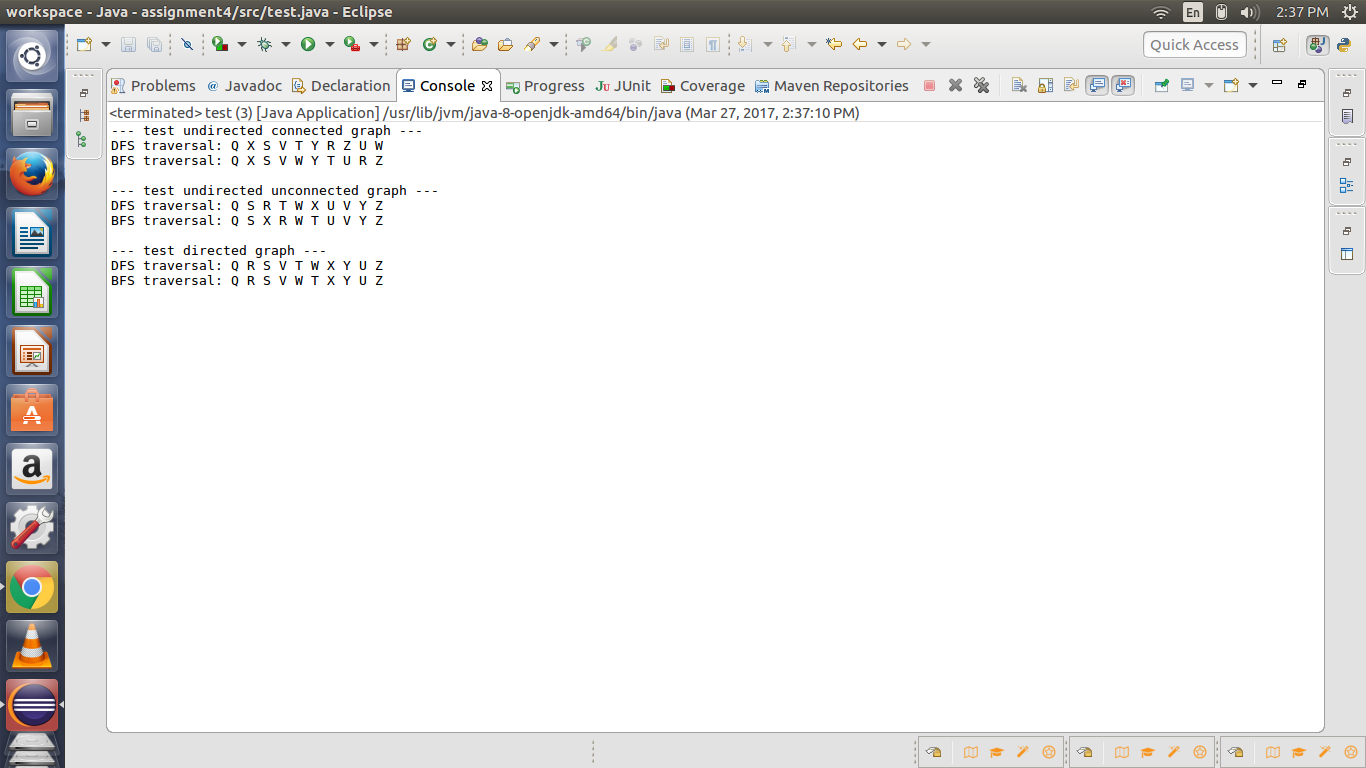 workspace - Java - assignment4/src/test.java - Eclipse
En
2:37 PM
Quick Access
Problems
@ Javadoc
Declaration
Console
Progress
Ju JUnit
Coverage
Maven Repositories
<terminated> test (3) [Java Application] /usr/lib/jvm/java-8-openjdk-amd64/bin/java (Mar 27, 2017, 2:37:10 PM)
--- test undirected connected graph ---
DFS traversal: Q X S V T Y R Z U W
BFS traversal: Q X S V W Y T U R Z
--- test undirected unconnected graph ---
DFS traversal: Q S R T W X U V Y Z
BFS traversal: Q S X R W T U V Y Z
--- test directed graph ---
DFS traversal: Q R S V T W X Y U Z
BFS traversal: Q R S V W T X Y U Z